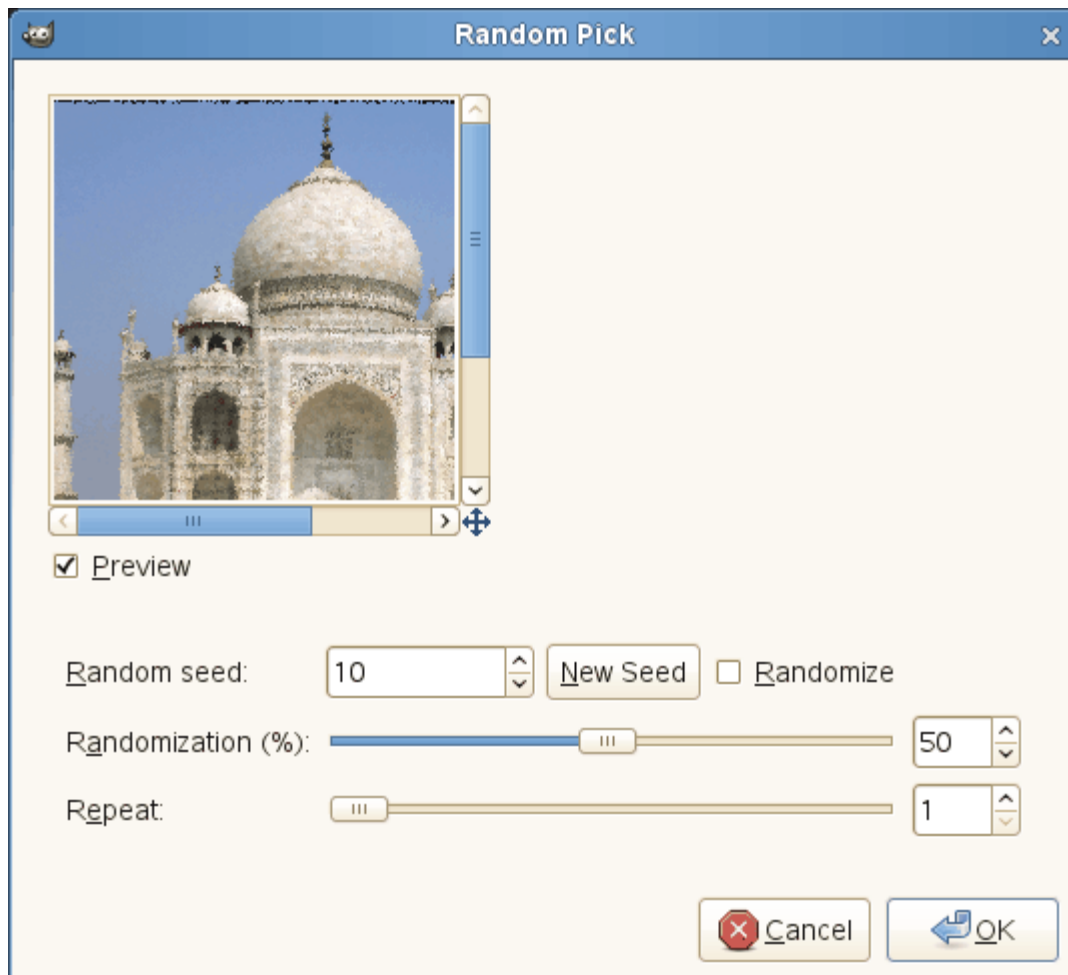 Random Pick
Preview
Random seed: 10 New Seed Randomize
Randomization (%): 50
Repeat: 1
Cancel OK